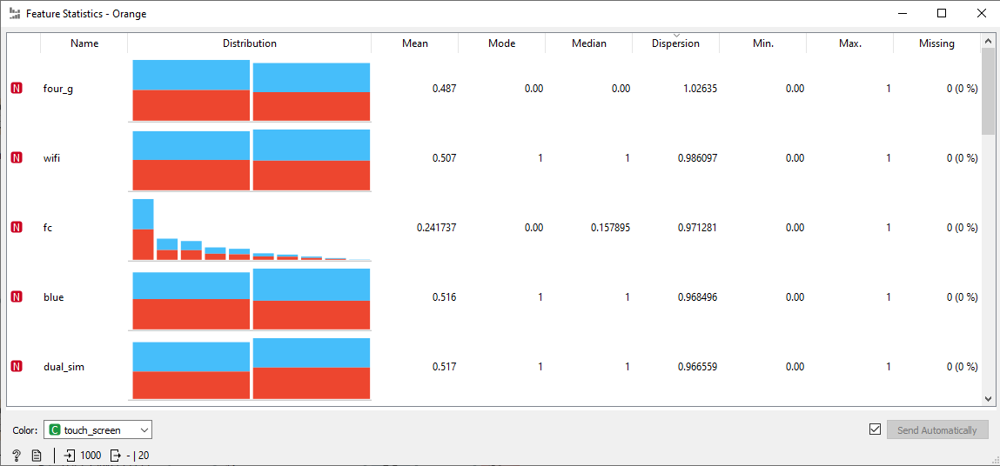 Feature Statistics - Orange
Name Distribution Mean Mode Median Dispersion Min. Max. Missing
N four_g 0.487 0.00 0.00 1.02635 0.00 1 0 (0 %)
N wifi 0.507 1 1 0.986097 0.00 1 0 (0 %)
N fc 0.241737 0.00 0.157895 0.971281 0.00 1 0 (0 %)
N blue 0.516 1 1 0.968496 0.00 1 0 (0 %)
N dual_sim 0.517 1 1 0.966559 0.00 1 0 (0 %)
Color: C touch_screen Send Automatically
? 1000 - | 20